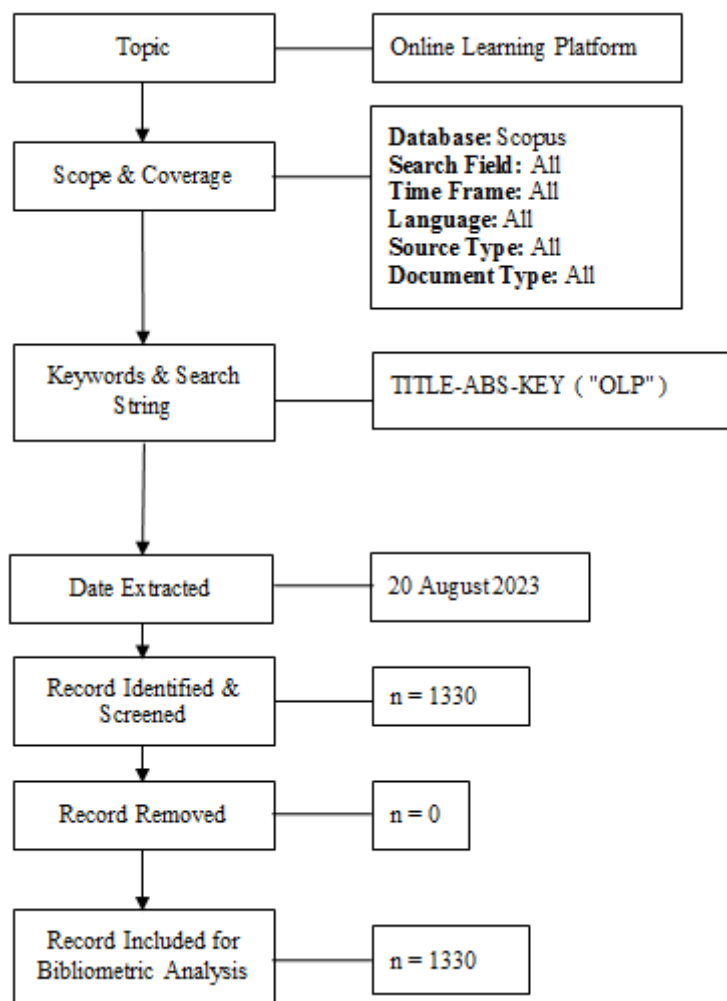 Topic
Online Learning Platform
Scope & Coverage
Database: Scopus
Search Field: All
Time Frame: All
Language: All
Source Type: All
Document Type: All
Keywords & Search
String
TITLE-ABS-KEY ( "OLP" )
Date Extracted
20 August 2023
Record Identified &
Screened
n = 1330
Record Removed
n = 0
Record Included for
Bibliometric Analysis
n = 1330